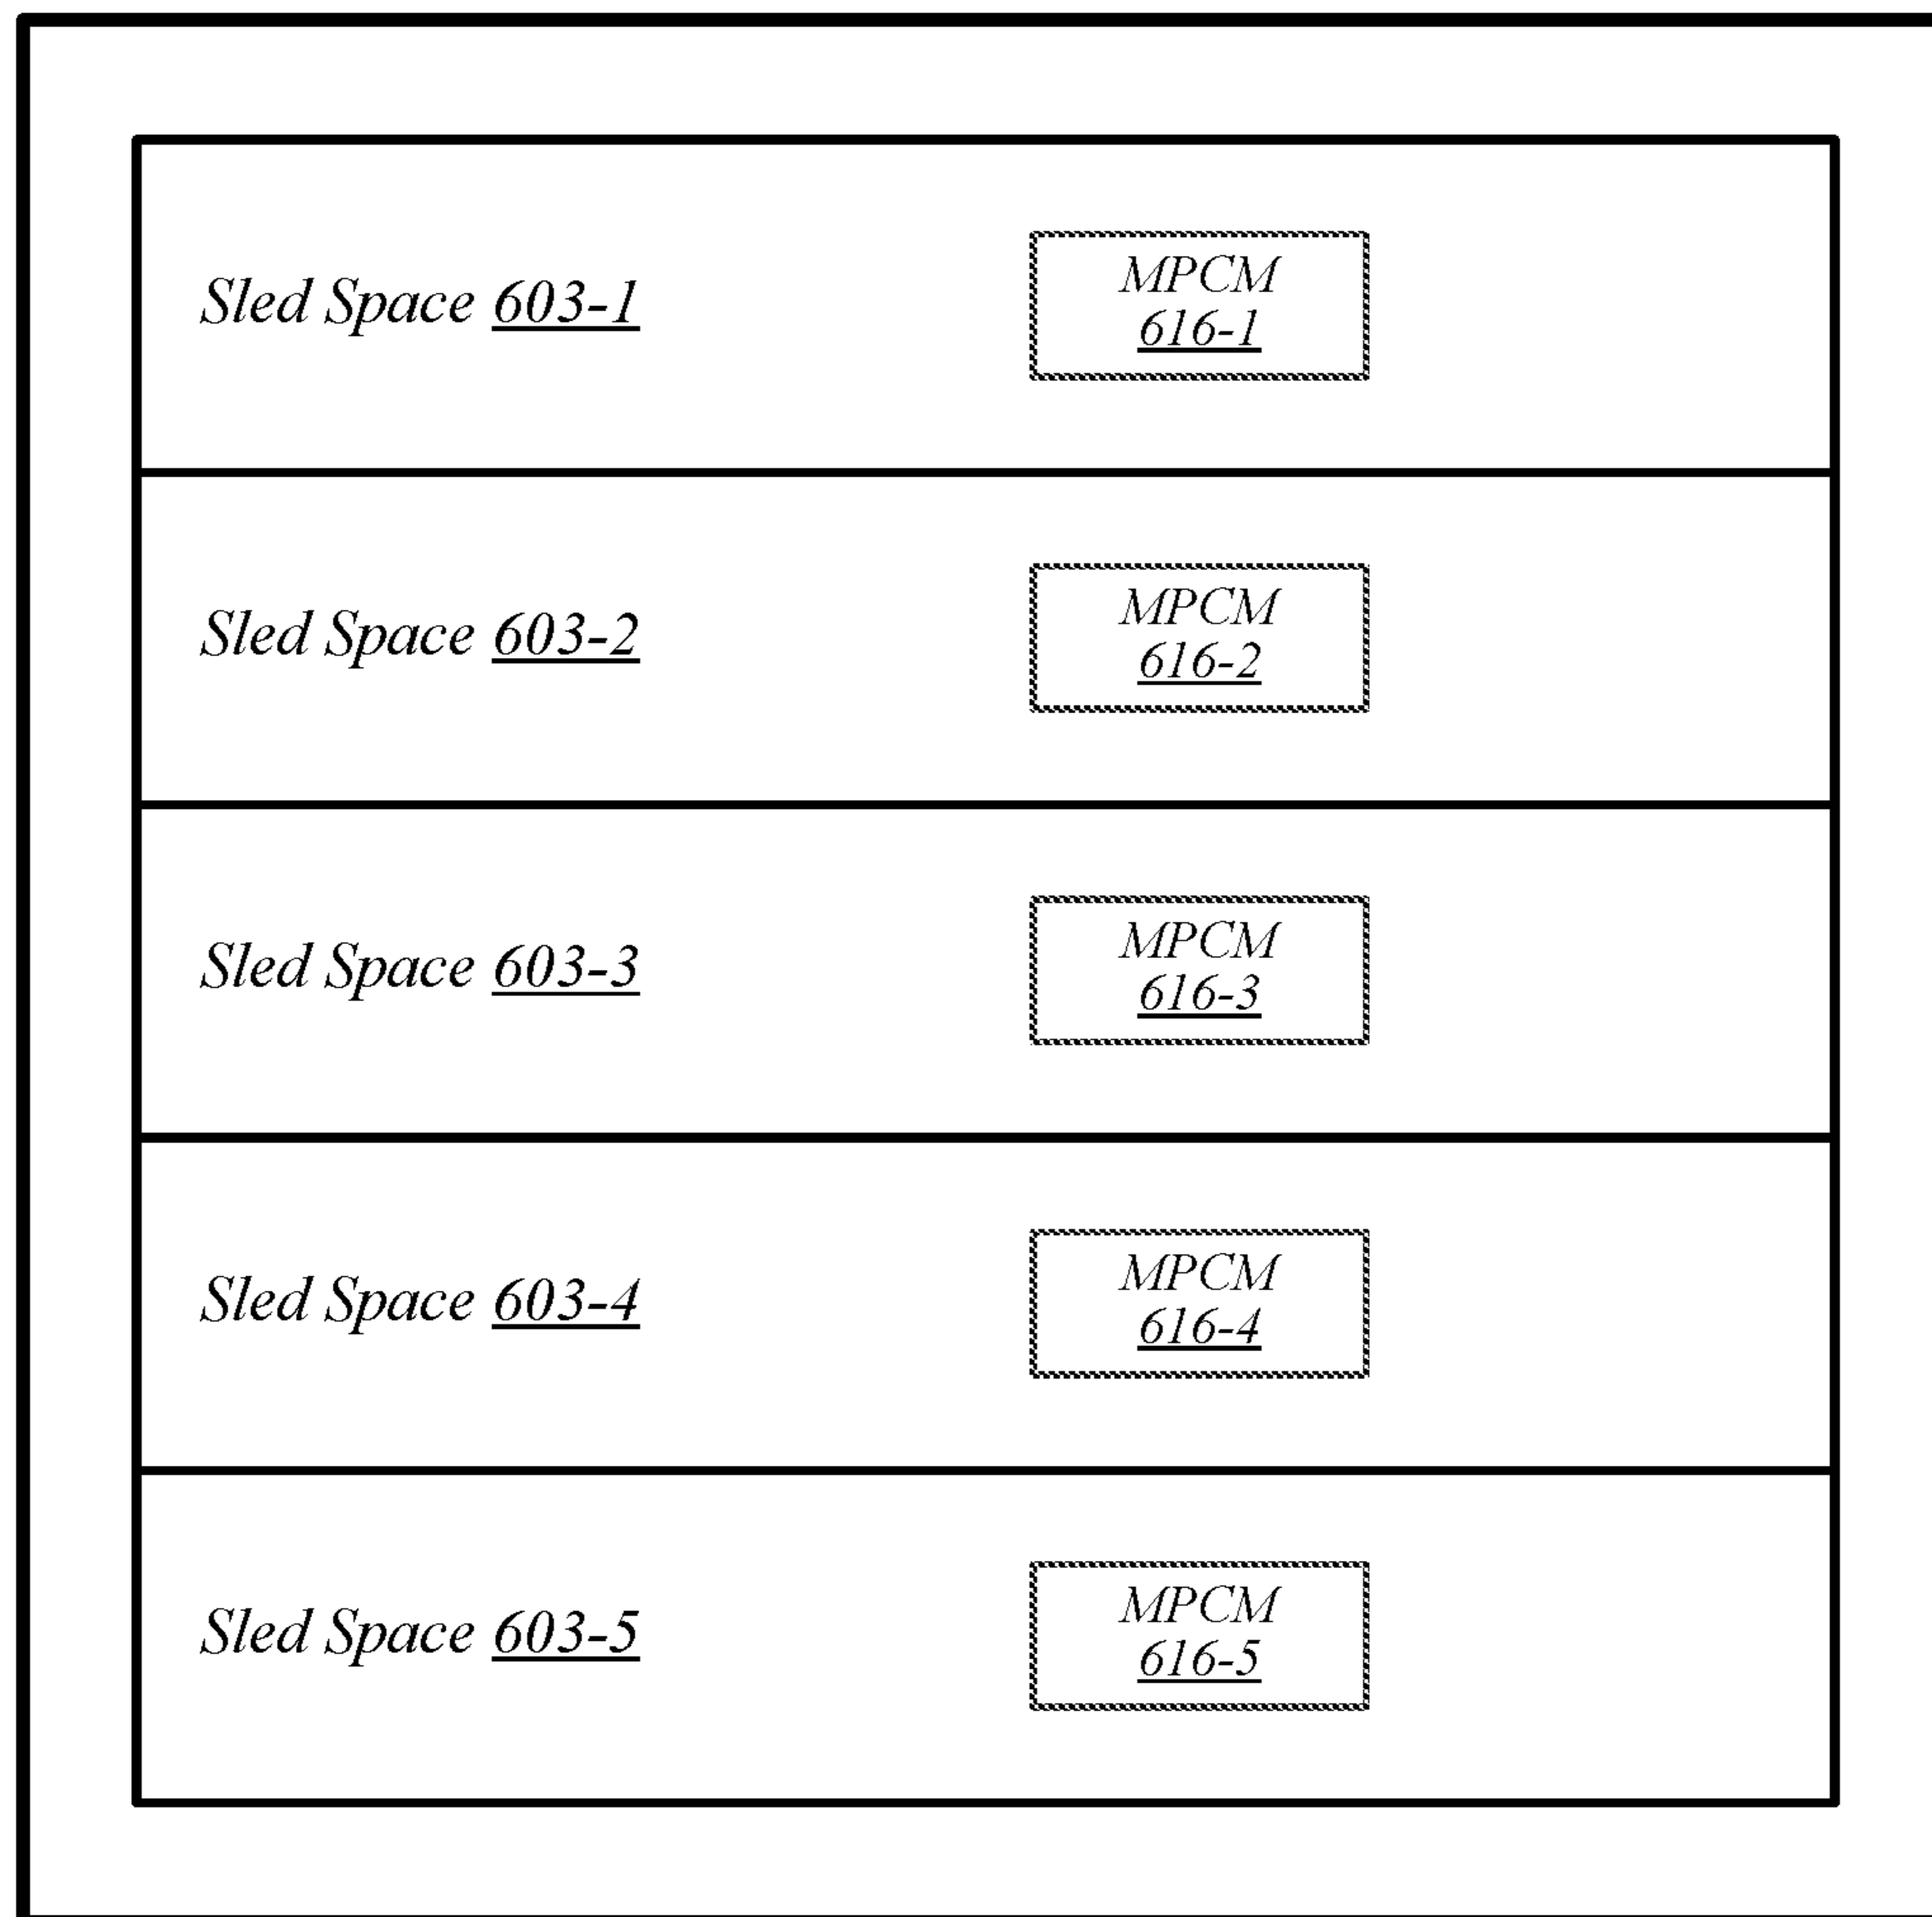 Sled Space 603-1
MPCM
616-1
Sled Space 603-2
MPCM
616-2
Sled Space 603-3
MPCM
616-3
Sled Space 603-4
MPCM
616-4
Sled Space 603-5
MPCM
616-5